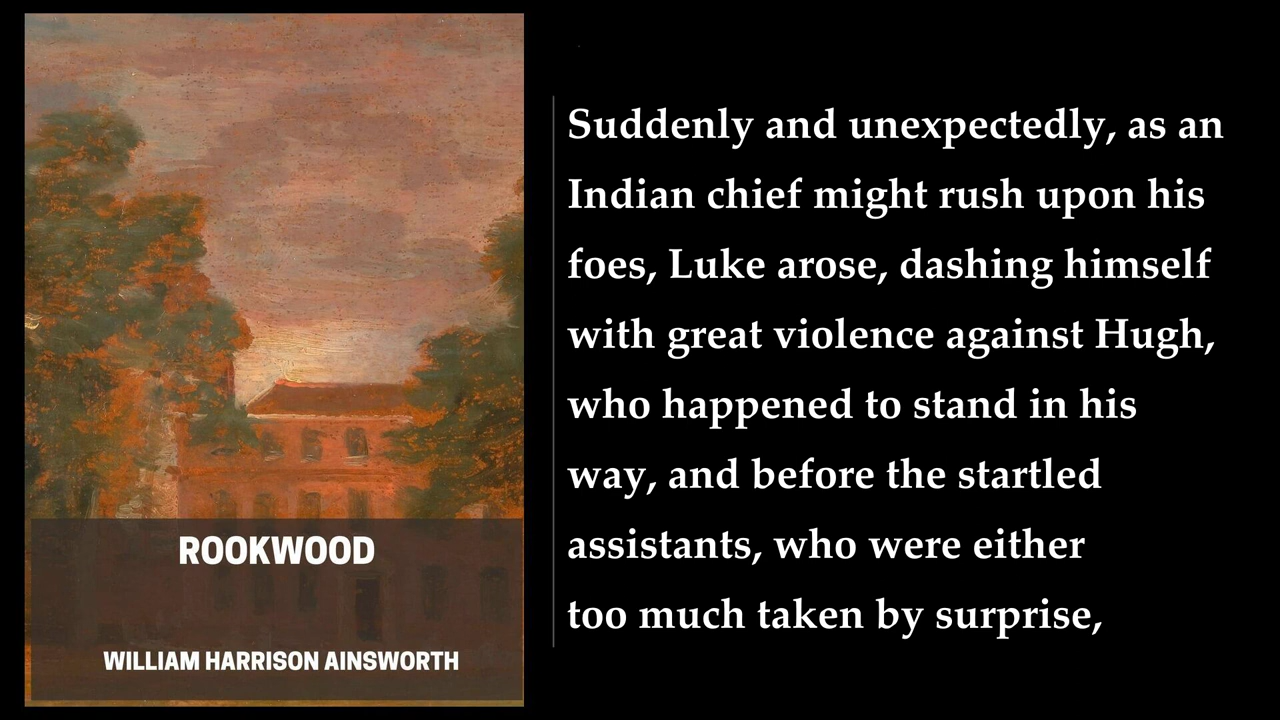 ROOKWOOD
WILLIAM HARRISON AINSWORTH
Suddenly and unexpectedly, as an
Indian chief might rush upon his
foes, Luke arose, dashing himself
with great violence against Hugh,
who happened to stand in his
way, and before the startled
assistants, who were either
too much taken by surprise,